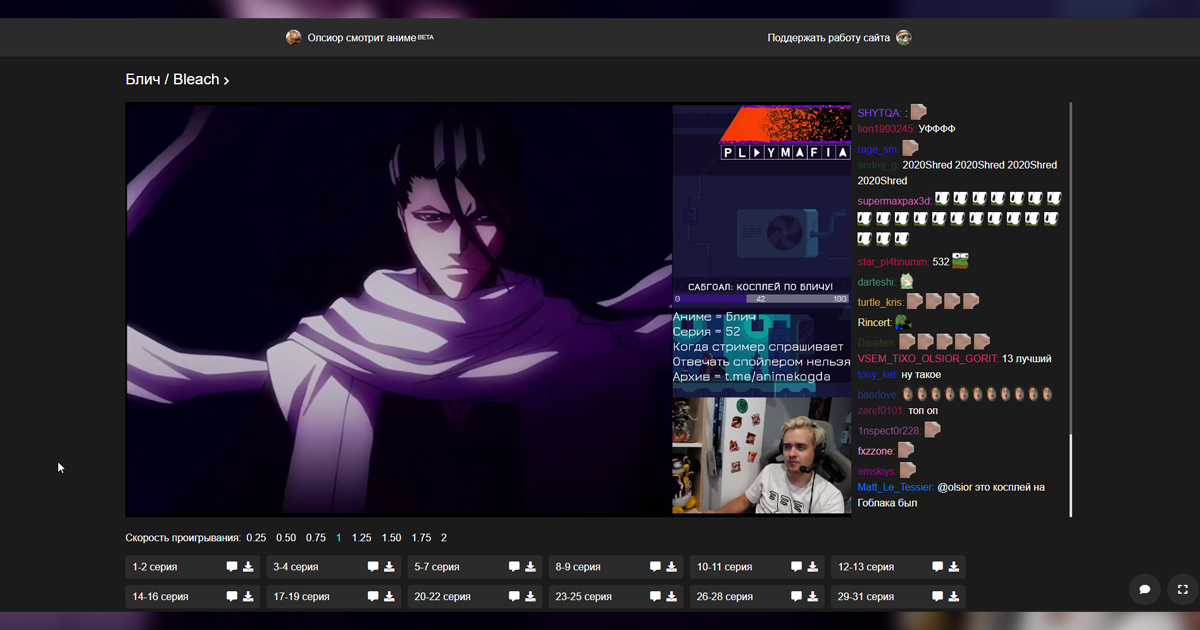 Олсиор смотрит аниме BETA
Поддержать работу сайта
Блич / Bleach
PLAYMAFIA
САБГОАЛ: КОСПЛЕЙ ПО БЛИЧУ!
0 42 100
Аниме = Блич
Серия = 52
Когда стример спрашивает
Отвечать спойлером нельзя
Архив = t.me/animekogda
SHYTQA: :
lion1993245: УФФФФ
rago_sm:
andrei_g: 2020Shred 2020Shred 2020Shred
2020Shred
supermaxpax3d:
star_pl4tinumm: 532
darteshi:
turtle_kris:
Rincert:
Dareten:
VSEM_TIXO_OLSIOR_GORIT: 13 лучший
tony_kat: ну такое
baerlove:
zeref0101: топ оп
1nspect0r228:
fxzzone:
omskiys:
Matt_Le_Tessier: @olsior это косплей на
Гоблака был
Скорость проигрывания: 0.25 0.50 0.75 1 1.25 1.50 1.75 2
1-2 серия 3-4 серия 5-7 серия 8-9 серия 10-11 серия 12-13 серия
14-16 серия 17-19 серия 20-22 серия 23-25 серия 26-28 серия 29-31 серия